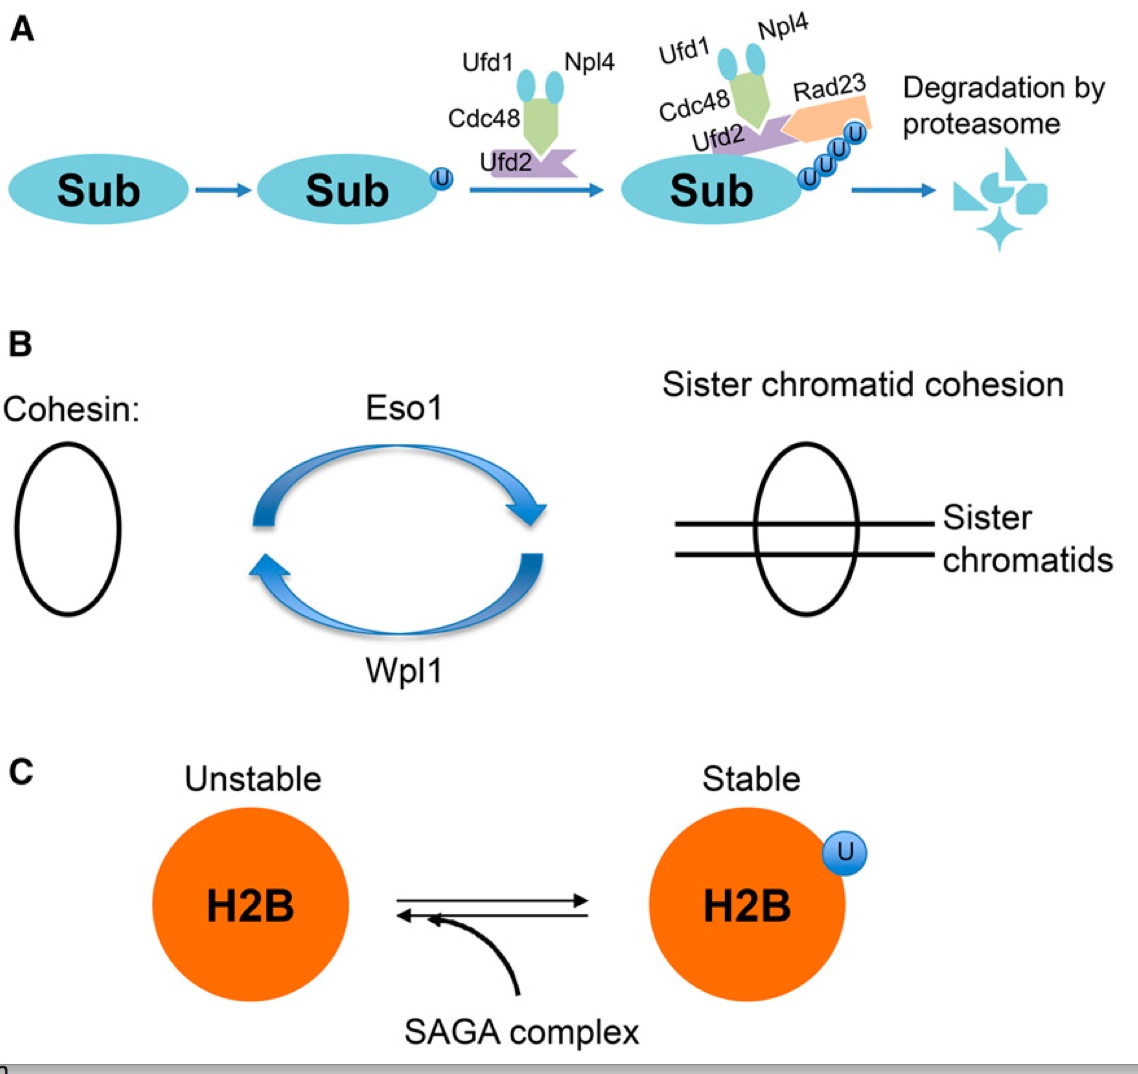 A
Ufd1 Npl4
Cdc48
Ufd2
Ufd1 Npl4
Cdc48 Rad23
Ufd2
Degradation by
proteasome
Sub
Sub U
Sub U U U U
B
Cohesin:
Eso1
Wpl1
Sister chromatid cohesion
Sister
chromatids
C
Unstable
H2B
Stable
U
H2B
SAGA complex